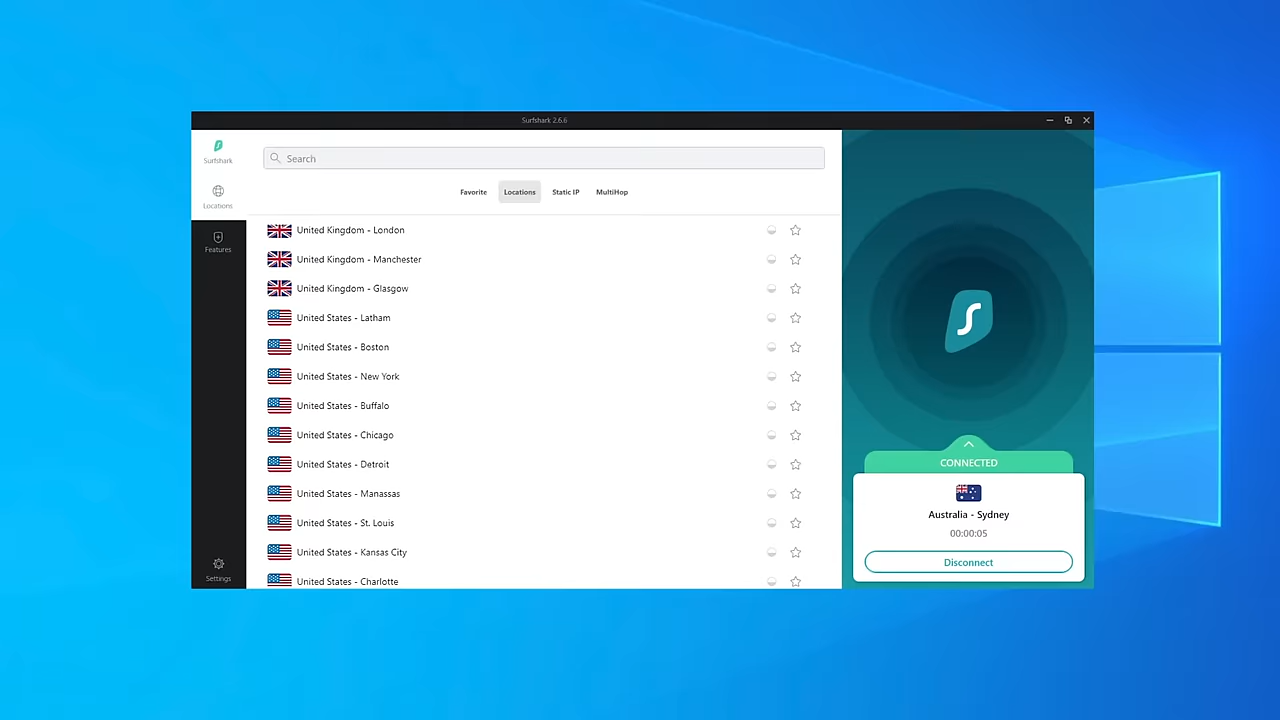 Surfshark 2.6.6
Surfshark
Locations
Features
Settings
Search
Favorite
Locations
Static IP
MultiHop
United Kingdom - London
United Kingdom - Manchester
United Kingdom - Glasgow
United States - Latham
United States - Boston
United States - New York
United States - Buffalo
United States - Chicago
United States - Detroit
United States - Manassas
United States - St. Louis
United States - Kansas City
United States - Charlotte
CONNECTED
Australia - Sydney
00:00:05
Disconnect